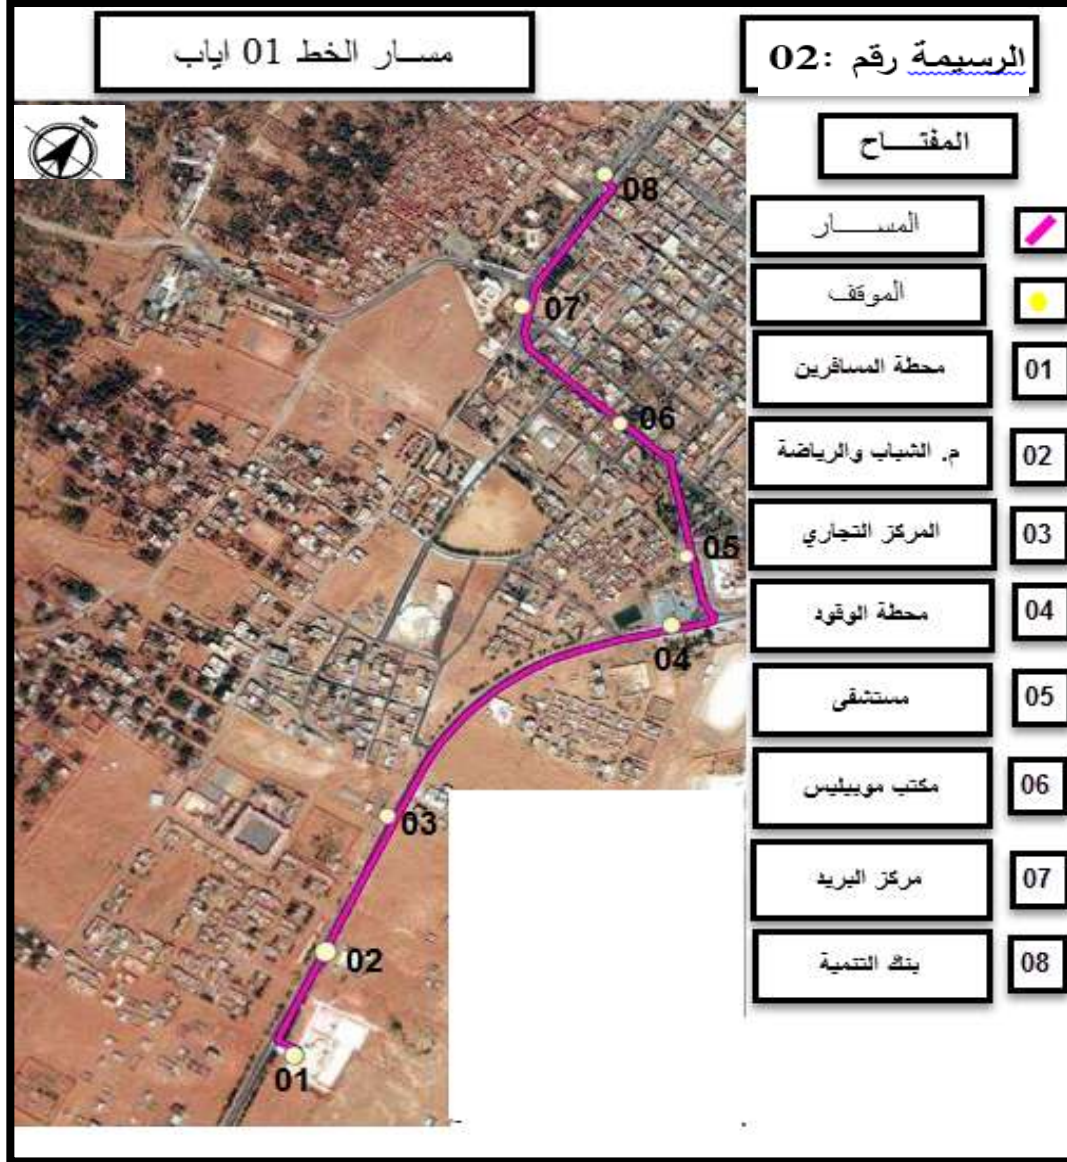 الرسيمة رقم :02
مســار الخط 01 اياب
المفتـــاح
المســــار
الموقف
محطة المسافرين 01
م. الشباب والرياضة 02
المركز التجاري 03
محطة الوقود 04
مستشفى 05
مكتب موبيليس 06
مركز البريد 07
بنك التنمية 08
08
07
06
05
04
03
02
01